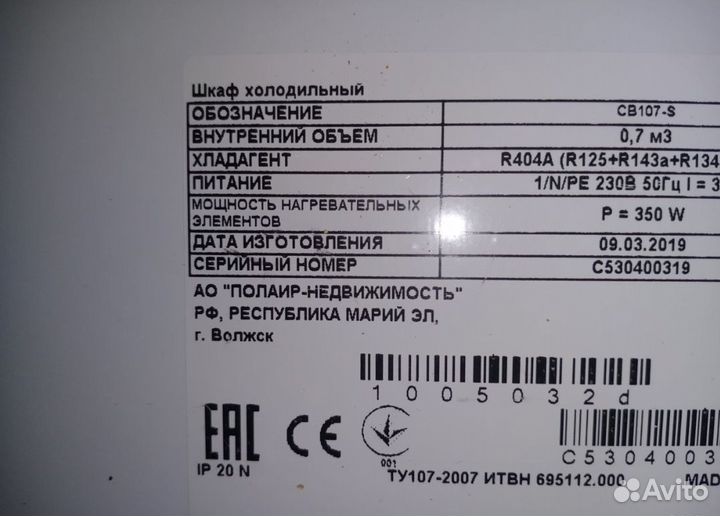 Шкаф холодильный
ОБОЗНАЧЕНИЕ CB107-S
ВНУТРЕННИЙ ОБЪЕМ 0,7 м3
ХЛАДАГЕНТ R404A (R125+R143a+R134
ПИТАНИЕ 1/N/PE 230В 50Гц I = 3
МОЩНОСТЬ НАГРЕВАТЕЛЬНЫХ
ЭЛЕМЕНТОВ P = 350 W
ДАТА ИЗГОТОВЛЕНИЯ 09.03.2019
СЕРИЙНЫЙ НОМЕР C530400319
АО "ПОЛАИР-НЕДВИЖИМОСТЬ"
РФ, РЕСПУБЛИКА МАРИЙ ЭЛ,
г. Волжск
1005032d
EAC CE 001
C5304003
IP 20 N
ТУ107-2007 ИТВН 695112.000 MAD
Avito